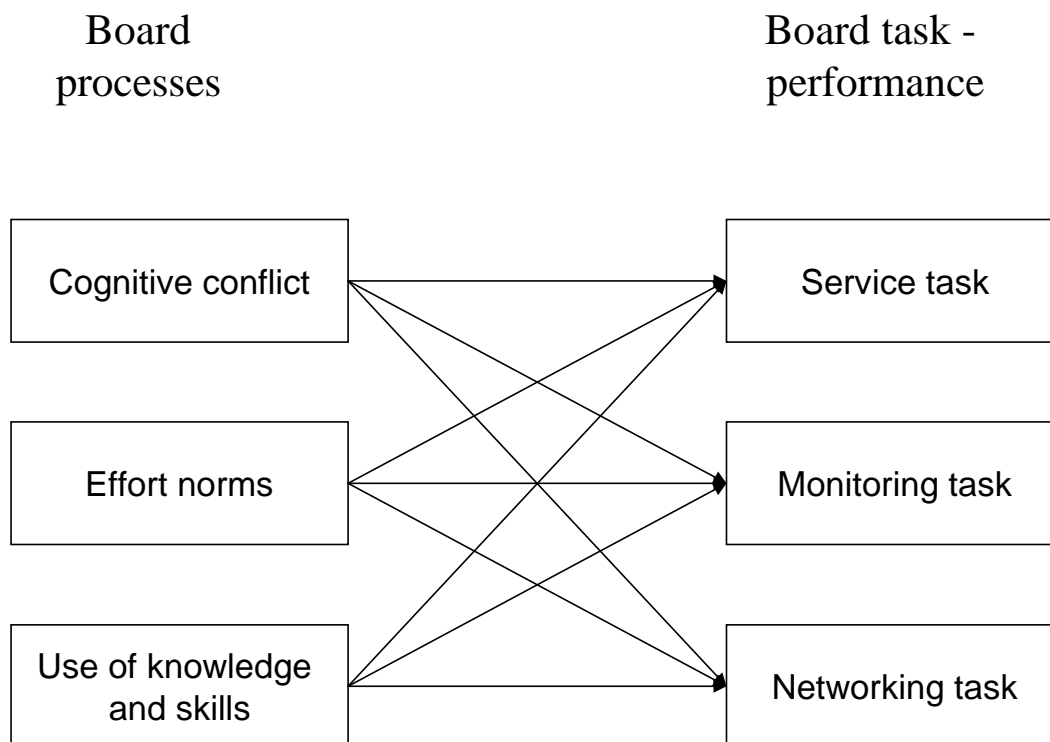 Board
processes
Board task -
performance
Cognitive conflict
Service task
Effort norms
Monitoring task
Use of knowledge
and skills
Networking task